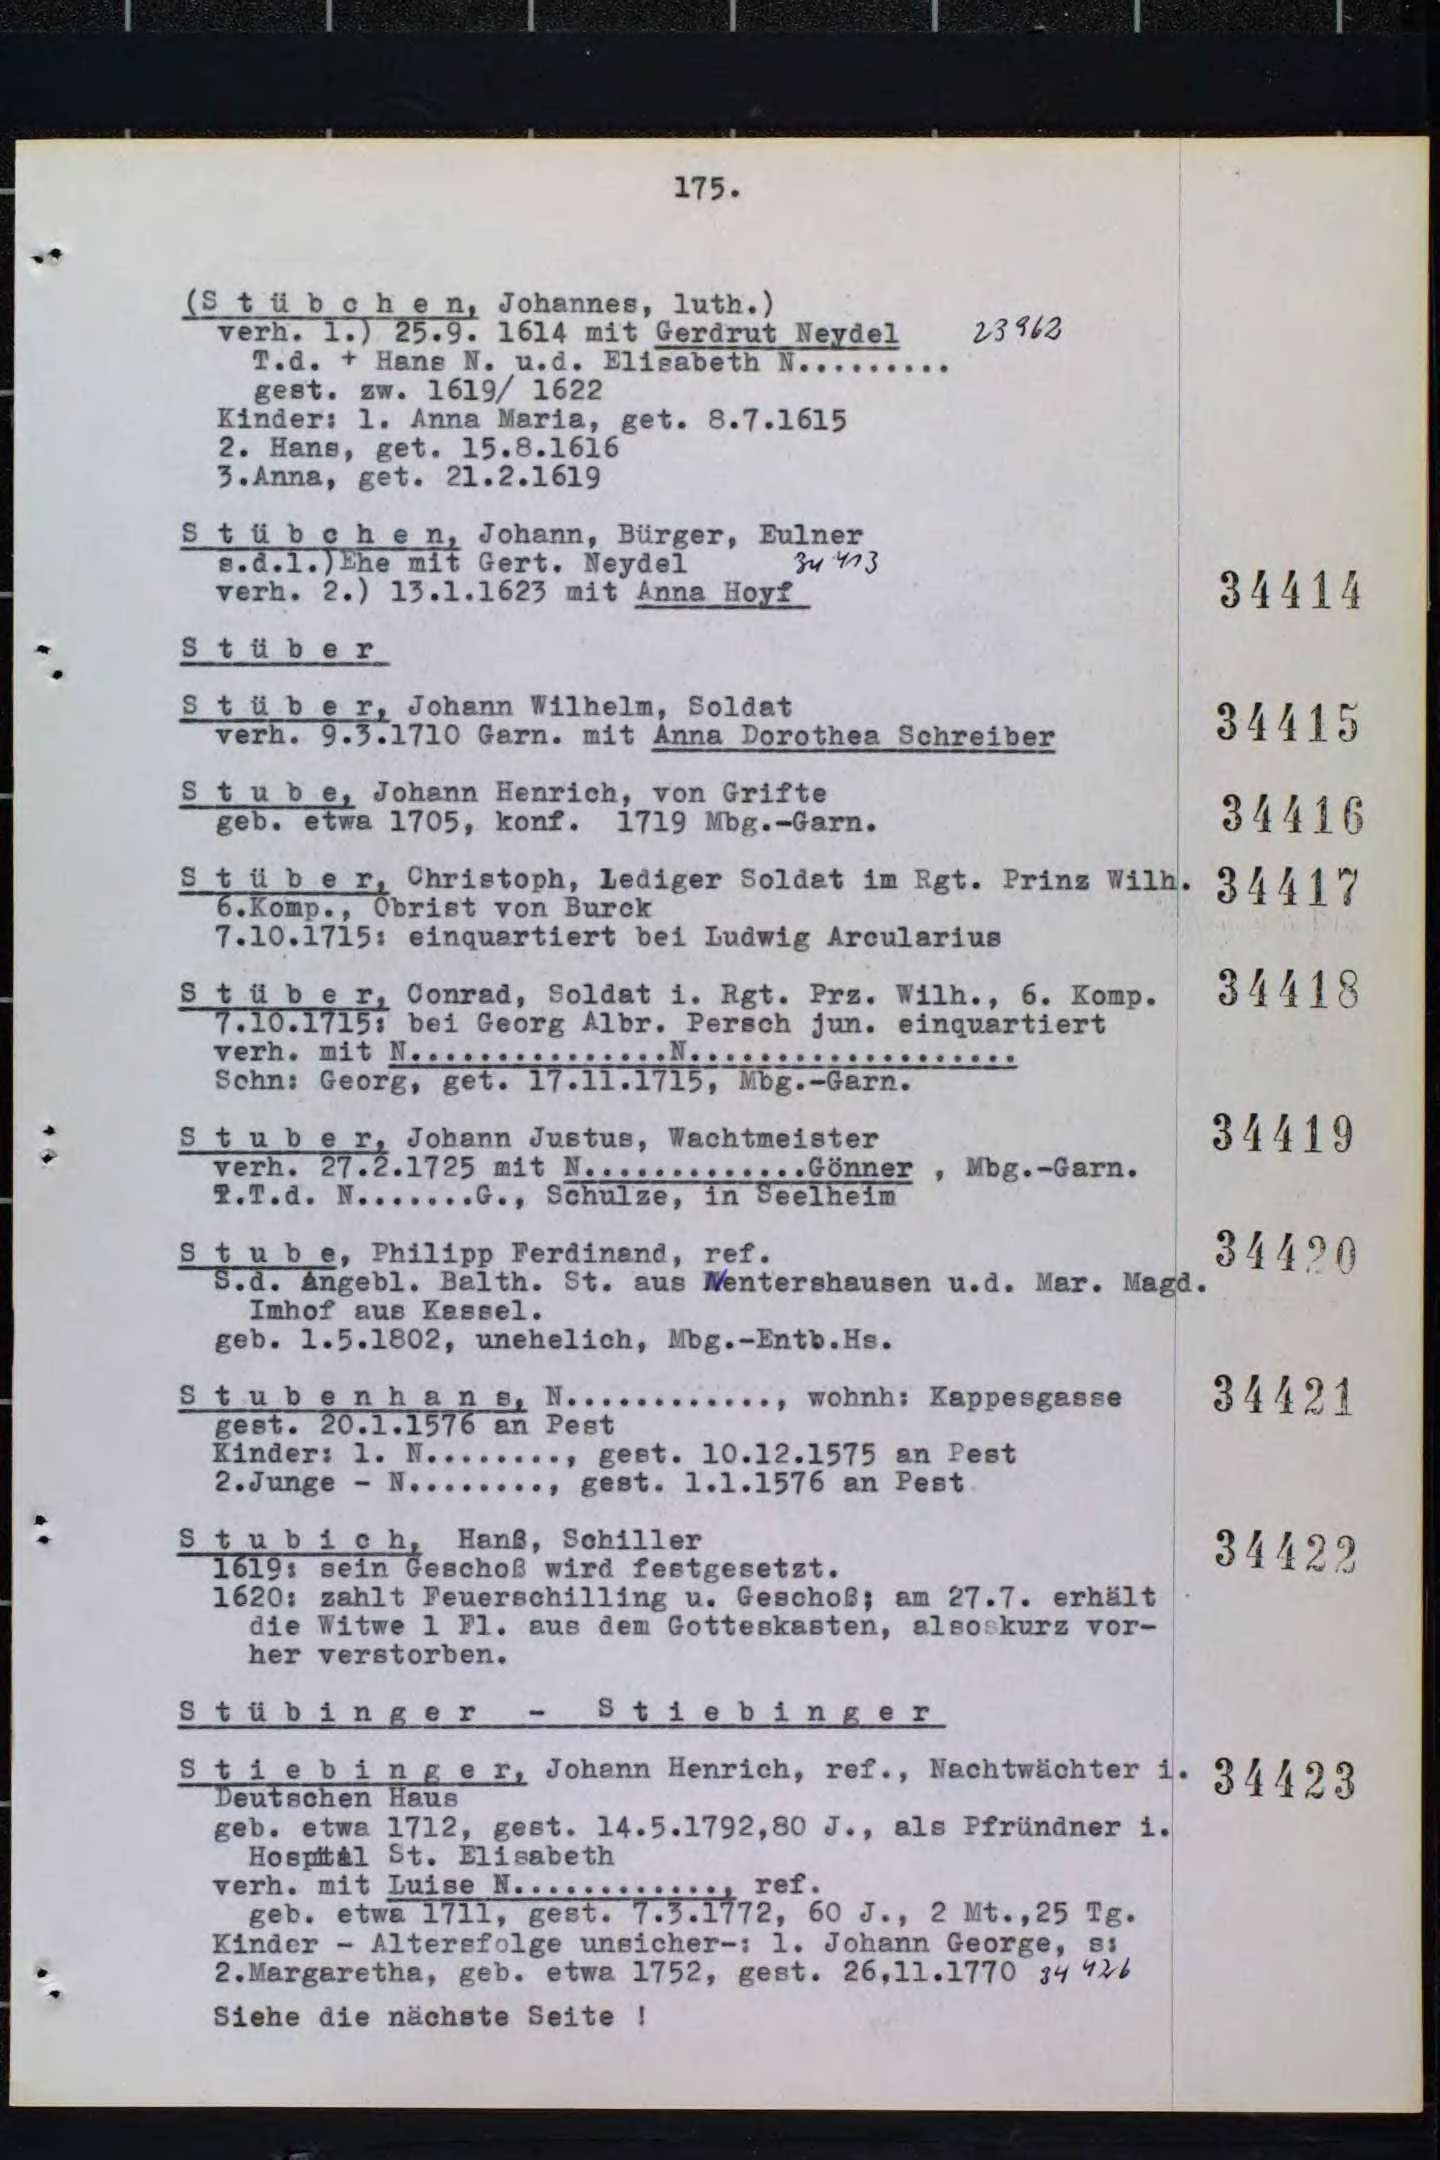 175.
(S t ü b c h e n, Johannes, luth.)
verh. 1.) 25.9. 1614 mit Gerdrut Neydel 23962
T.d. + Hans N. u.d. Elisabeth N.........
gest. zw. 1619/ 1622
Kinder: 1. Anna Maria, get. 8.7.1615
2. Hans, get. 15.8.1616
3.Anna, get. 21.2.1619
S t ü b c h e n, Johann, Bürger, Eulner
s.d.1.)Ehe mit Gert. Neydel 34413
verh. 2.) 13.1.1623 mit Anna Hoyf 34414
S t ü b e r
S t ü b e r, Johann Wilhelm, Soldat
verh. 9.3.1710 Garn. mit Anna Dorothea Schreiber 34415
S t u b e, Johann Henrich, von Grifte
geb. etwa 1705, konf. 1719 Mbg.-Garn. 34416
S t ü b e r, Christoph, Lediger Soldat im Rgt. Prinz Wilh. 34417
6.Komp., Obrist von Burck
7.10.1715: einquartiert bei Ludwig Arcularius
S t ü b e r, Conrad, Soldat i. Rgt. Prz. Wilh., 6. Komp. 34418
7.10.1715: bei Georg Albr. Persch jun. einquartiert
verh. mit N...............N...................
Sohn: Georg, get. 17.11.1715, Mbg.-Garn.
S t u b e r, Johann Justus, Wachtmeister 34419
verh. 27.2.1725 mit N.............Gönner , Mbg.-Garn.
T.d. N.......G., Schulze, in Seelheim
S t u b e, Philipp Ferdinand, ref. 34420
S.d. Angebl. Balth. St. aus Nentershausen u.d. Mar. Magd.
Imhof aus Kassel.
geb. 1.5.1802, unehelich, Mbg.-Entb.Hs.
S t u b e n h a n s, N............, wohnh: Kappesgasse 34421
gest. 20.1.1576 an Pest
Kinder: 1. N........, gest. 10.12.1575 an Pest
2.Junge - N........, gest. 1.1.1576 an Pest
S t u b i c h, Hanß, Schiller 34422
1619: sein Geschoß wird festgesetzt.
1620: zahlt Feuerschilling u. Geschoß; am 27.7. erhält
die Witwe 1 Fl. aus dem Gotteskasten, also kurz vor-
her verstorben.
S t ü b i n g e r - S t i e b i n g e r
S t i e b i n g e r, Johann Henrich, ref., Nachtwächter i. 34423
Deutschen Haus
geb. etwa 1712, gest. 14.5.1792,80 J., als Pfründner i.
Hospital St. Elisabeth
verh. mit Luise N............, ref.
geb. etwa 1711, gest. 7.3.1772, 60 J., 2 Mt.,25 Tg.
Kinder - Altersfolge unsicher-: 1. Johann George, s:
2.Margaretha, geb. etwa 1752, gest. 26,11.1770 34426
Siehe die nächste Seite !